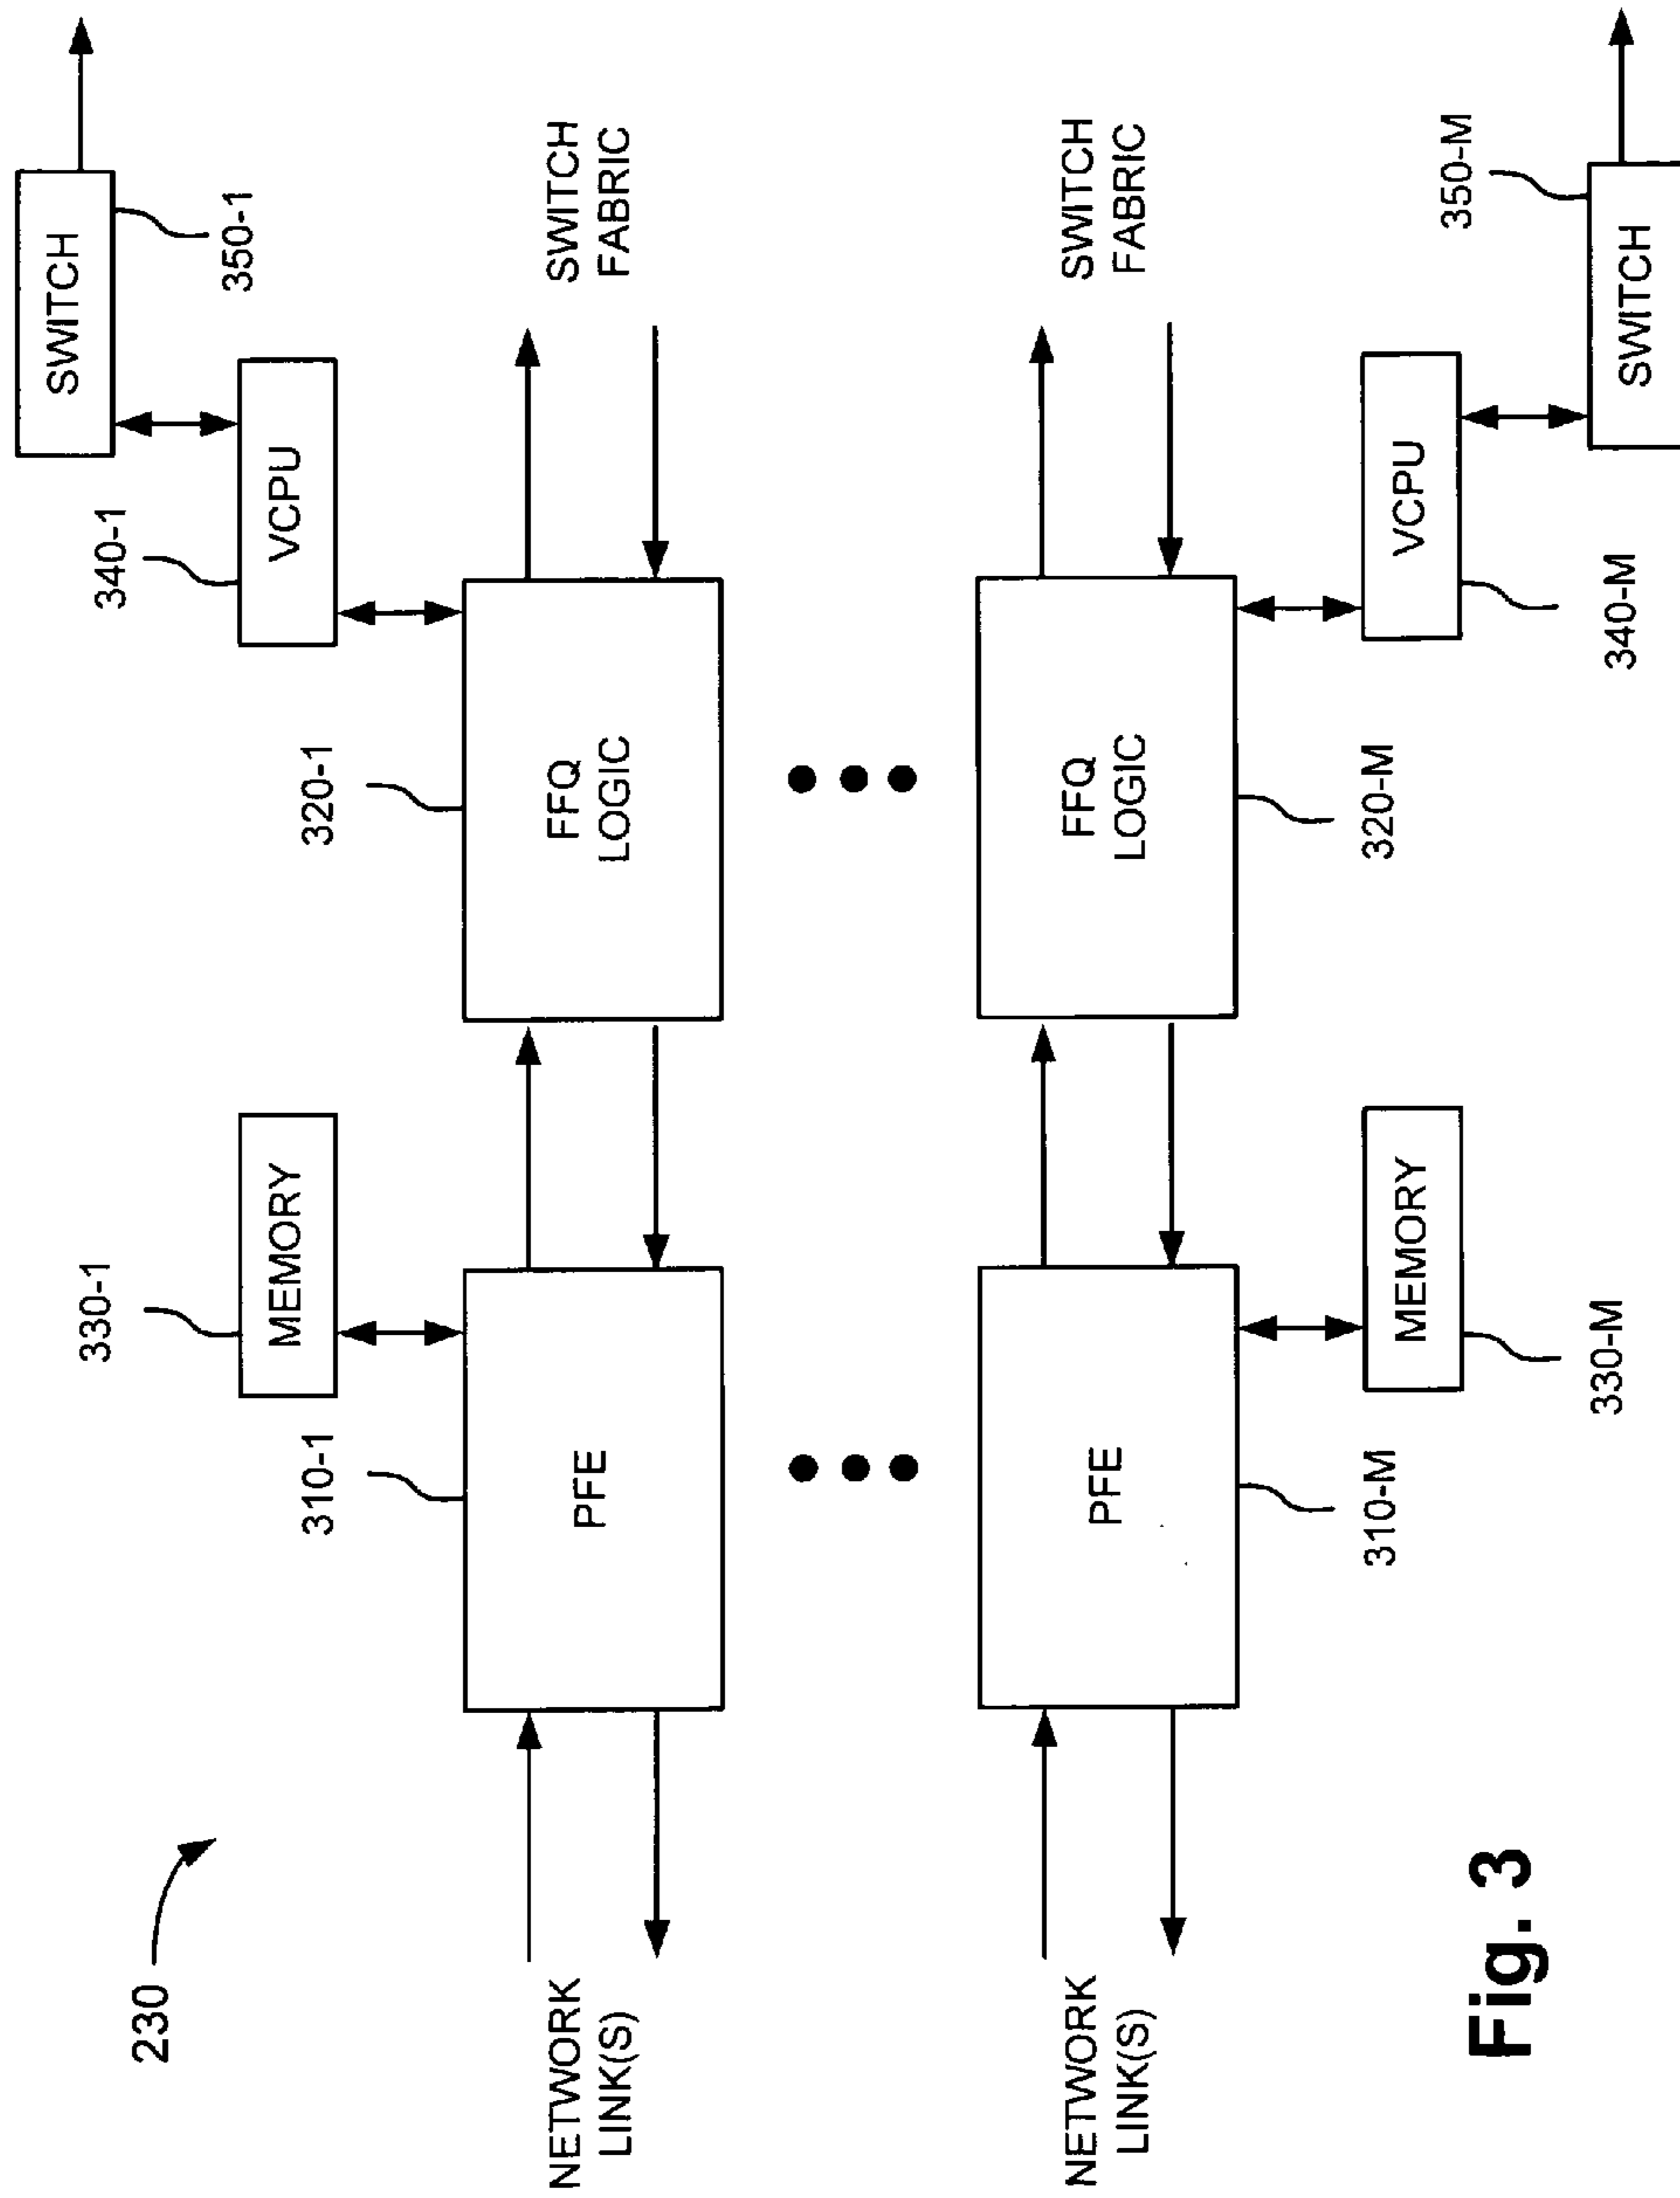 230
330-1
340-1
SWITCH
350-1
MEMORY
VCPU
310-1
320-1
NETWORK
LINK(S)
PFE
FFQ
LOGIC
SWITCH
FABRIC
NETWORK
LINK(S)
PFE
FFQ
LOGIC
SWITCH
FABRIC
310-M
320-M
MEMORY
VCPU
350-M
330-M
340-M
SWITCH
Fig. 3